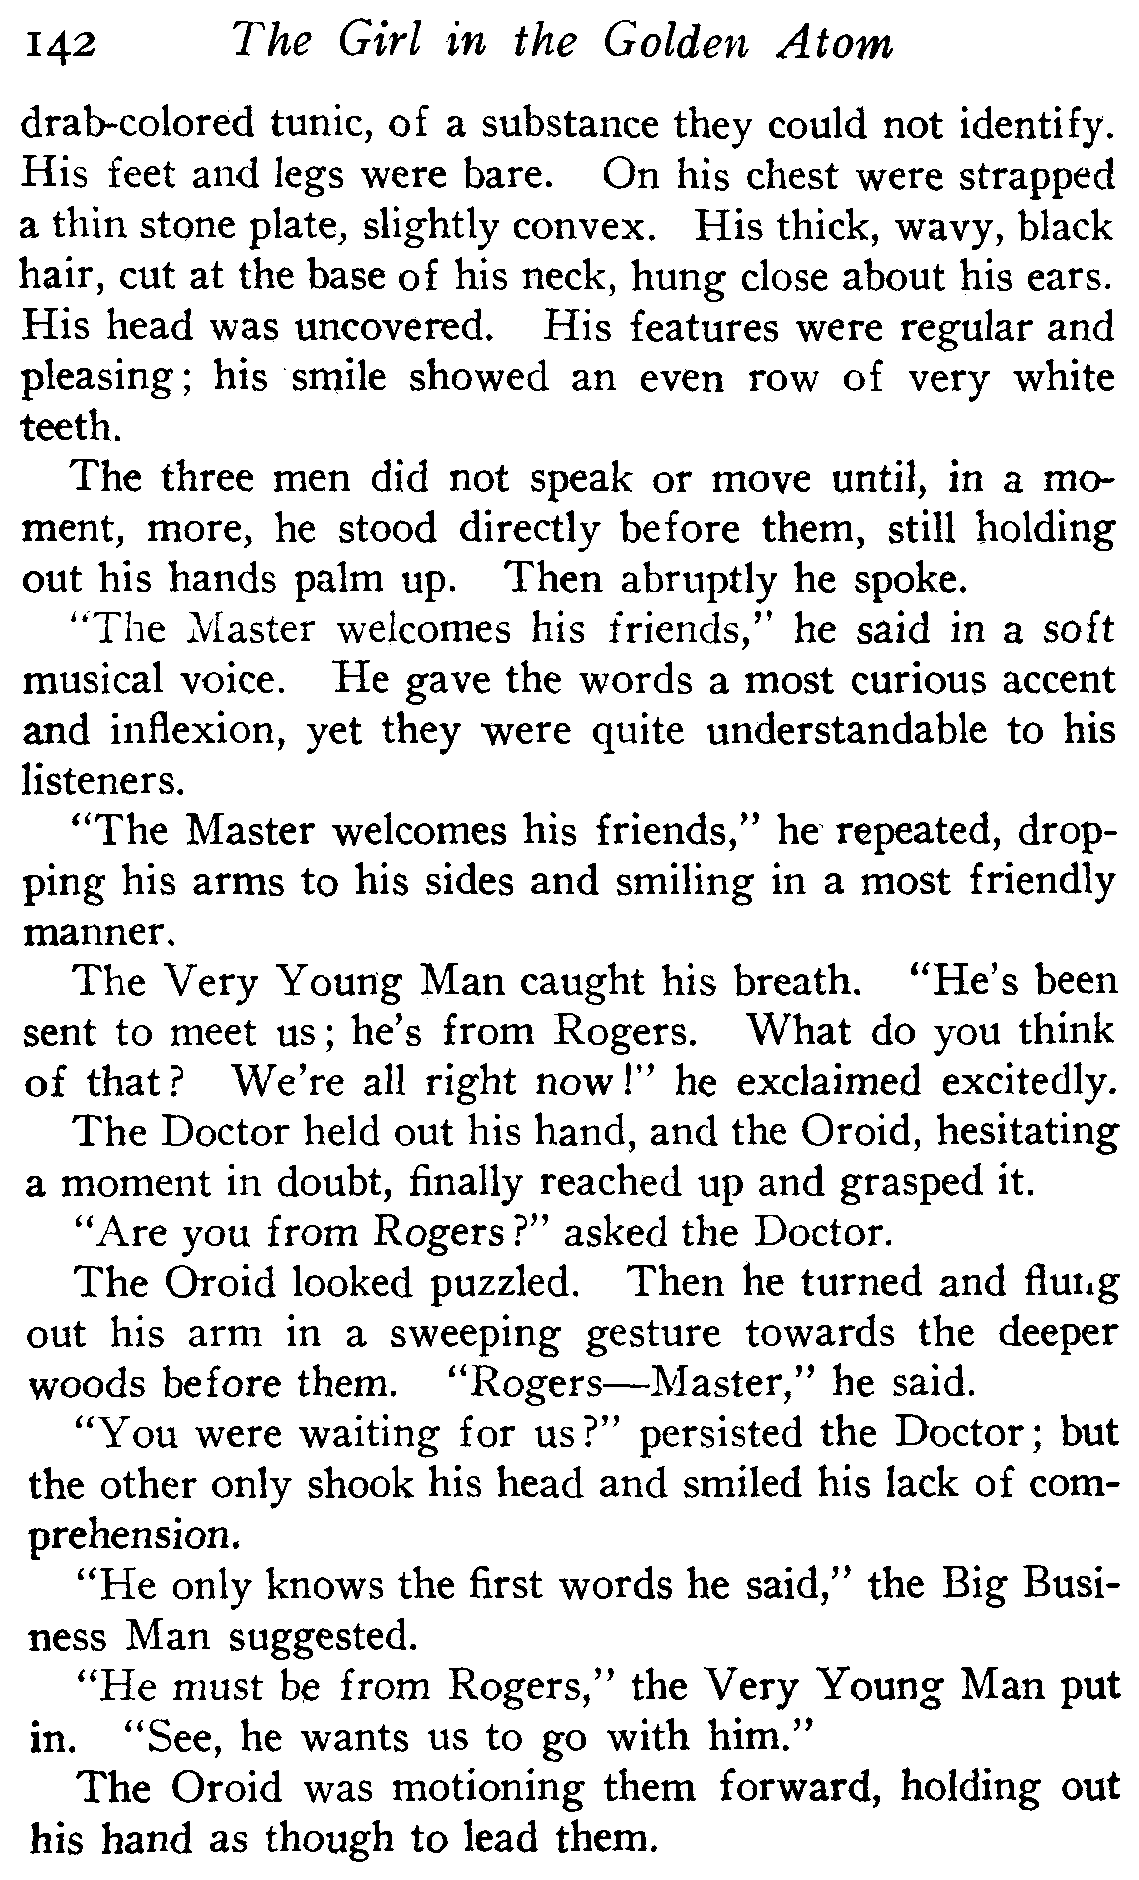 142 The Girl in the Golden Atom
drab-colored tunic, of a substance they could not identify.
His feet and legs were bare. On his chest were strapped
a thin stone plate, slightly convex. His thick, wavy, black
hair, cut at the base of his neck, hung close about his ears.
His head was uncovered. His features were regular and
pleasing; his smile showed an even row of very white
teeth.
The three men did not speak or move until, in a mo-
ment, more, he stood directly before them, still holding
out his hands palm up. Then abruptly he spoke.
"The Master welcomes his friends," he said in a soft
musical voice. He gave the words a most curious accent
and inflexion, yet they were quite understandable to his
listeners.
"The Master welcomes his friends," he repeated, drop-
ping his arms to his sides and smiling in a most friendly
manner.
The Very Young Man caught his breath. "He's been
sent to meet us; he's from Rogers. What do you think
of that? We're all right now!" he exclaimed excitedly.
The Doctor held out his hand, and the Oroid, hesitating
a moment in doubt, finally reached up and grasped it.
"Are you from Rogers?" asked the Doctor.
The Oroid looked puzzled. Then he turned and flung
out his arm in a sweeping gesture towards the deeper
woods before them. "Rogers—Master," he said.
"You were waiting for us?" persisted the Doctor; but
the other only shook his head and smiled his lack of com-
prehension.
"He only knows the first words he said," the Big Busi-
ness Man suggested.
"He must be from Rogers," the Very Young Man put
in. "See, he wants us to go with him."
The Oroid was motioning them forward, holding out
his hand as though to lead them.